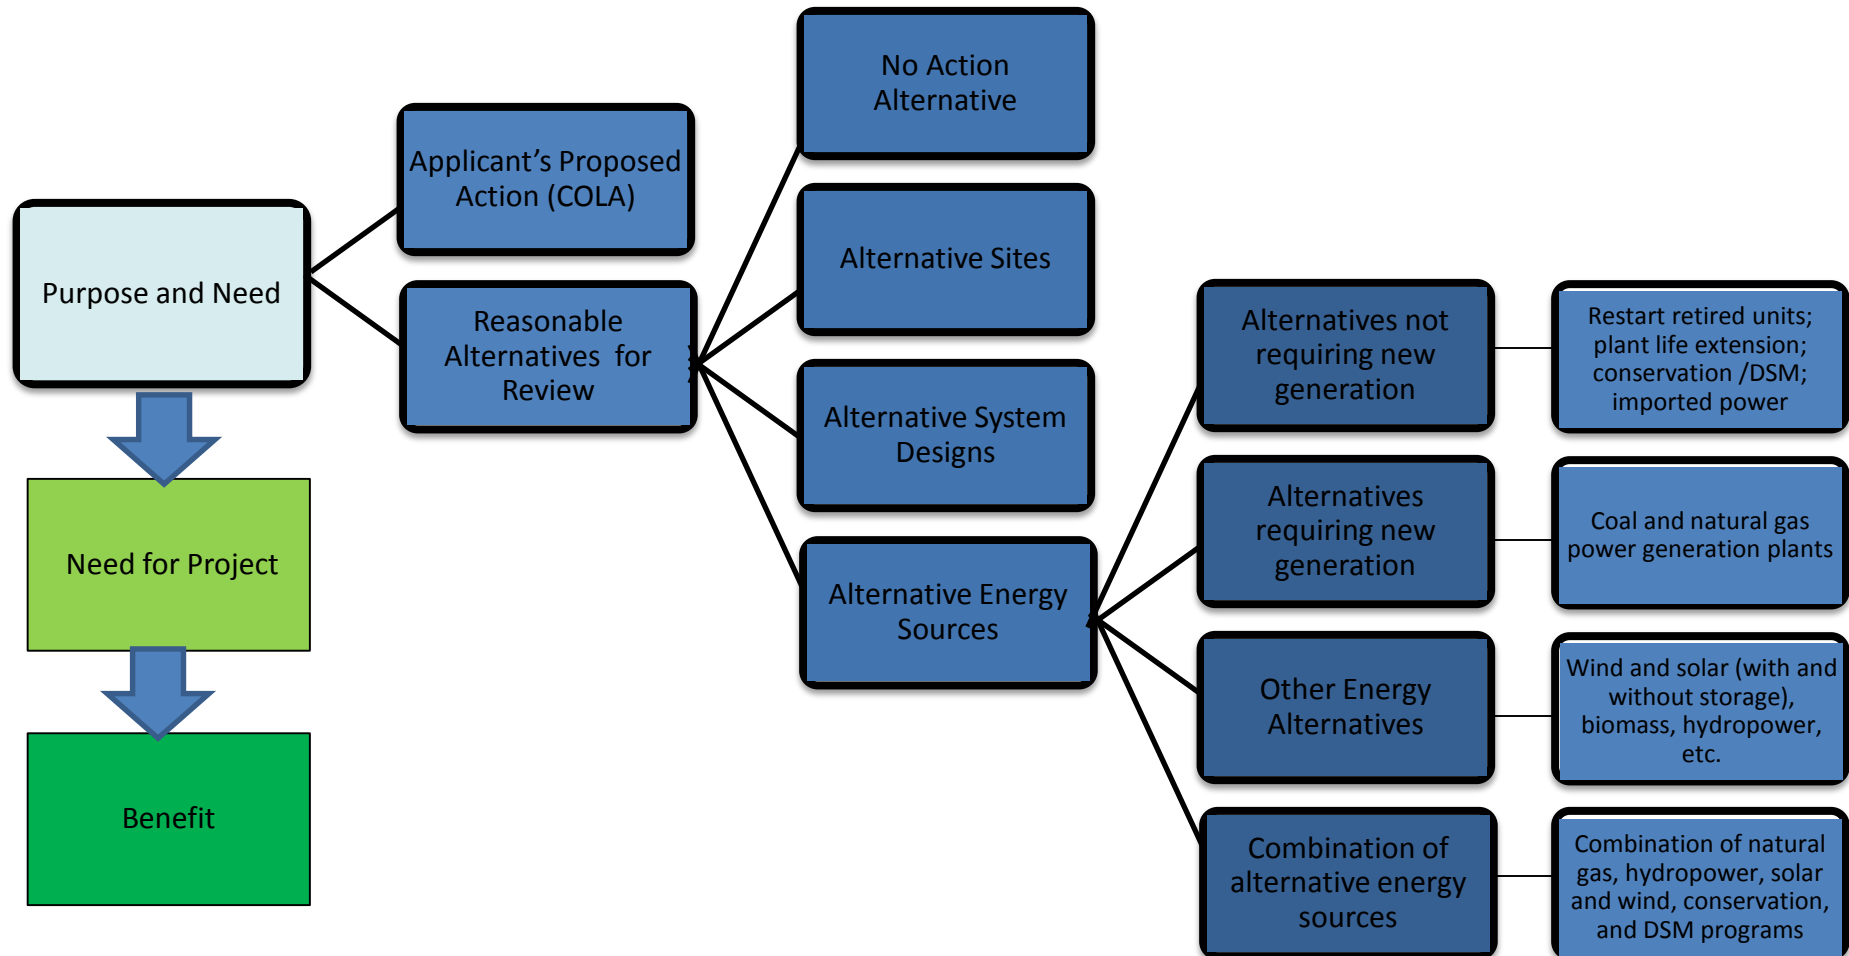 Purpose and Need
Need for Project
Benefit
Applicant’s Proposed
Action (COLA)
Reasonable
Alternatives for
Review
No Action
Alternative
Alternative Sites
Alternative System
Designs
Alternative Energy
Sources
Alternatives not
requiring new
generation
Restart retired units;
plant life extension;
conservation /DSM;
imported power
Alternatives
requiring new
generation
Coal and natural gas
power generation plants
Other Energy
Alternatives
Wind and solar (with and
without storage),
biomass, hydropower,
etc.
Combination of
alternative energy
sources
Combination of natural
gas, hydropower, solar
and wind, conservation,
and DSM programs